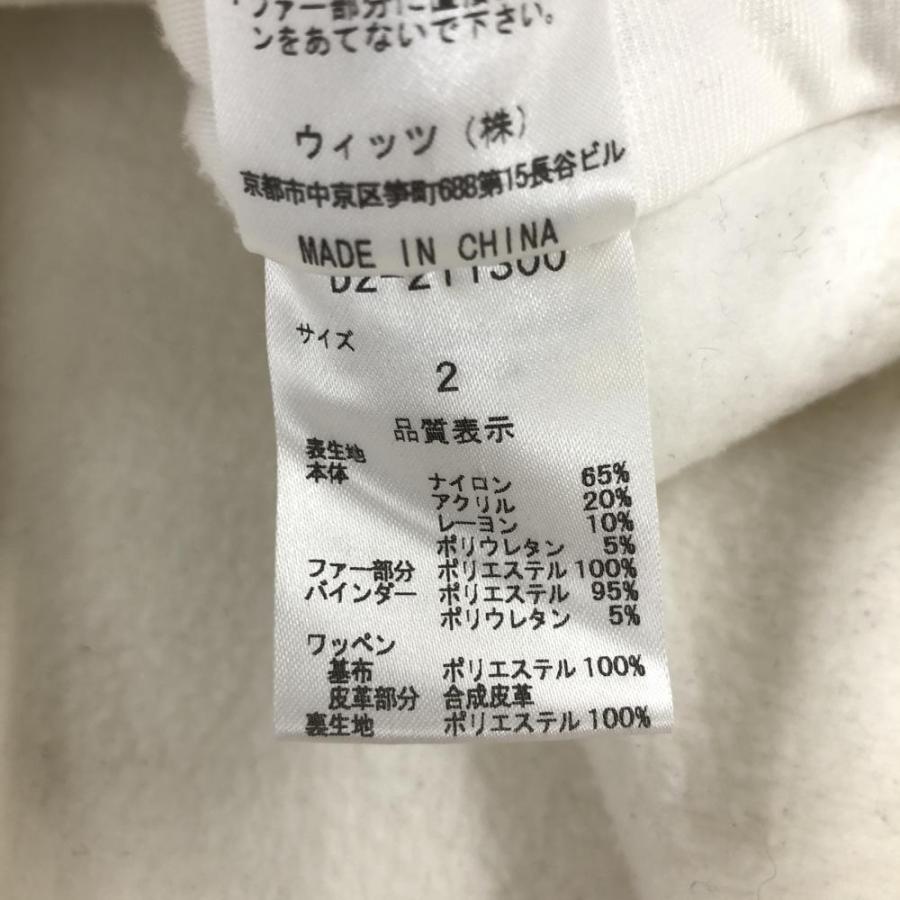 ファー部分に直接
ンをあてないで下さい。
ウィッツ(株)
京都市中京区笋町688第15長谷ビル
MADE IN CHINA
D2-211300
サイズ
2
品質表示
表生地
本体 ナイロン 65%
アクリル 20%
レーヨン 10%
ポリウレタン 5%
ファー部分 ポリエステル 100%
バインダー ポリエステル 95%
ポリウレタン 5%
ワッペン
基布 ポリエステル 100%
皮革部分 合成皮革
裏生地 ポリエステル 100%